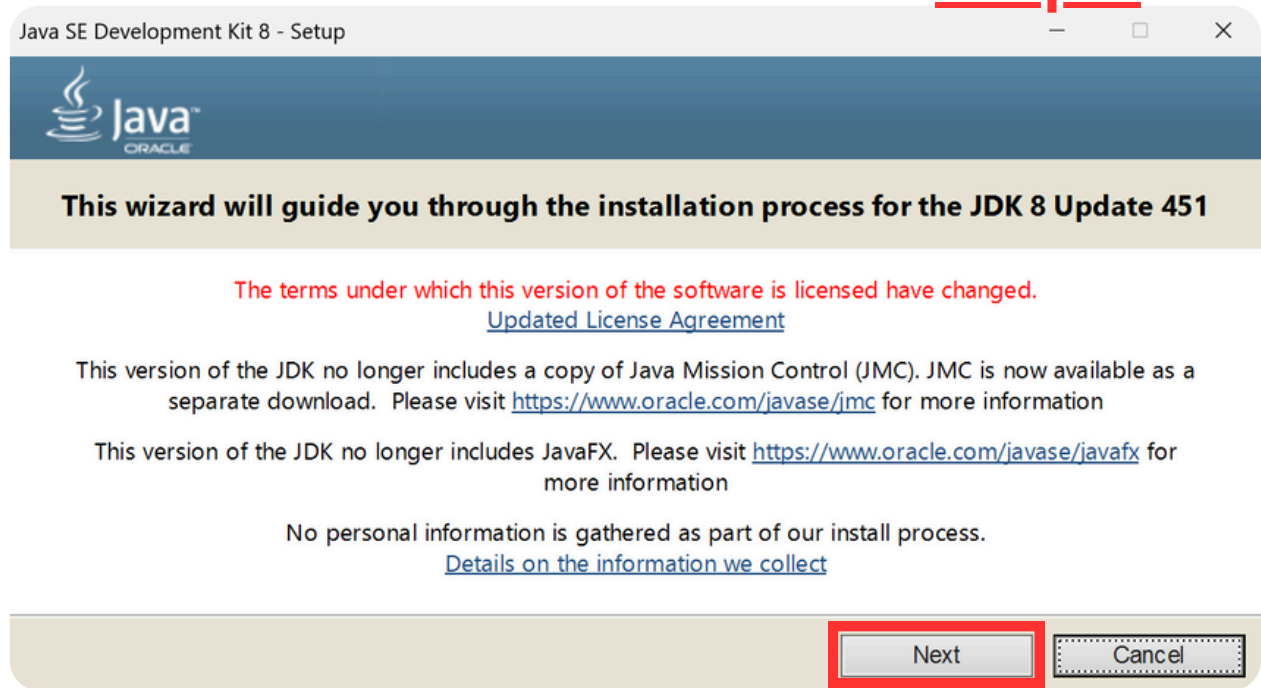 Java SE Development Kit 8 - Setup
Java™
ORACLE
This wizard will guide you through the installation process for the JDK 8 Update 451
The terms under which this version of the software is licensed have changed.
Updated License Agreement
This version of the JDK no longer includes a copy of Java Mission Control (JMC). JMC is now available as a
separate download.  Please visit https://www.oracle.com/javase/jmc for more information
This version of the JDK no longer includes JavaFX.  Please visit https://www.oracle.com/javase/javafx for
more information
No personal information is gathered as part of our install process.
Details on the information we collect
Next
Cancel